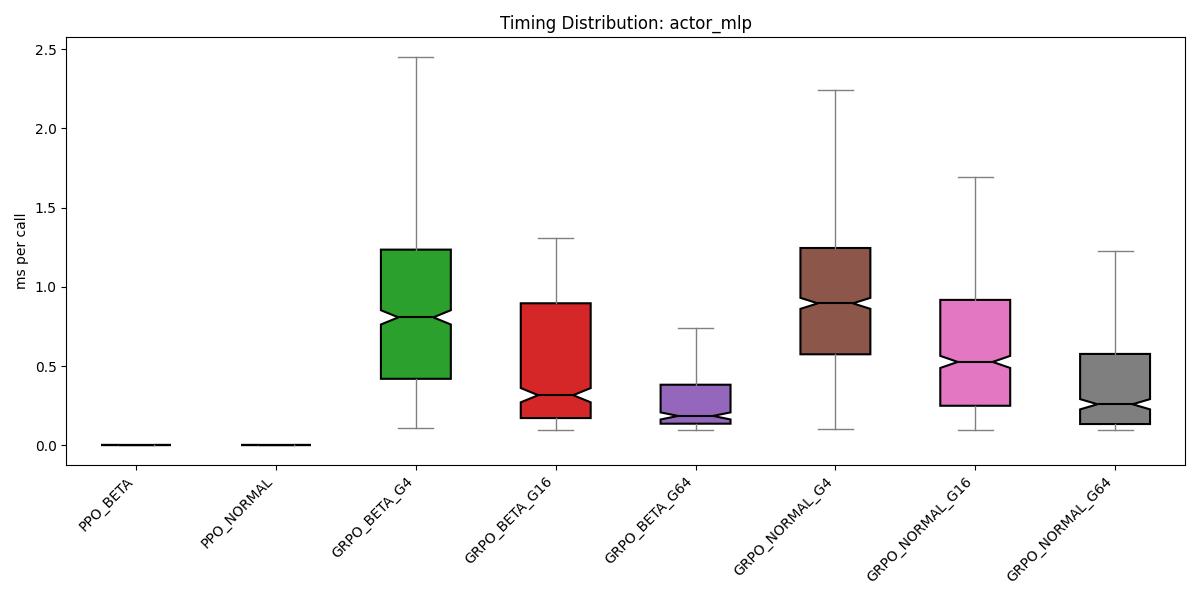 Timing Distribution: actor_mlp
ms per call
2.5
2.0
1.5
1.0
0.5
0.0
PPO_BETA
PPO_NORMAL
GRPO_BETA_G4
GRPO_BETA_G16
GRPO_BETA_G64
GRPO_NORMAL_G4
GRPO_NORMAL_G16
GRPO_NORMAL_G64